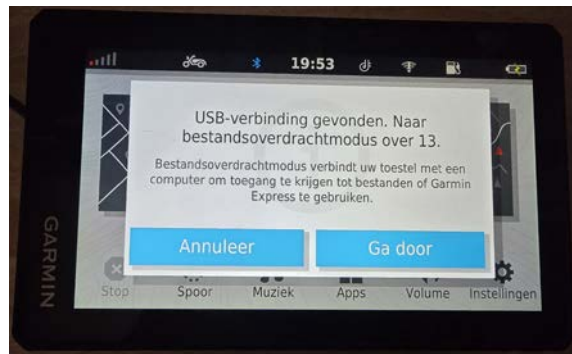 19:53
USB-verbinding gevonden. Naar
bestandsoverdrachtmodus over 13.
Bestandsoverdrachtmodus verbindt uw toestel met een
computer om toegang te krijgen tot bestanden of Garmin
Express te gebruiken.
Annuleer
Ga door
Stop
Spoor
Muziek
Apps
Volume
Instellingen
GARMIN